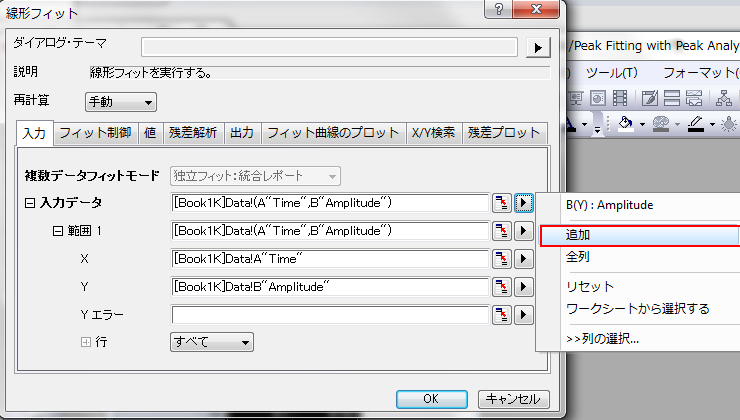 線形フィット
ダイアログ・テーマ
説明 線形フィットを実行する。
再計算 手動
入力 フィット制御 値 残差解析 出力 フィット曲線のプロット X/Y検索 残差プロット
複数データフィットモード 独立フィット:統合レポート
入力データ [Book1K]Data!(A"Time",B"Amplitude")
範囲 1 [Book1K]Data!(A"Time",B"Amplitude")
X [Book1K]Data!A"Time"
Y [Book1K]Data!B"Amplitude"
Y エラー
行 すべて
OK キャンセル
/Peak Fitting with Peak Analy
ツール(T) フォーマット(
B(Y) : Amplitude
追加
全列
リセット
ワークシートから選択する
>>列の選択...